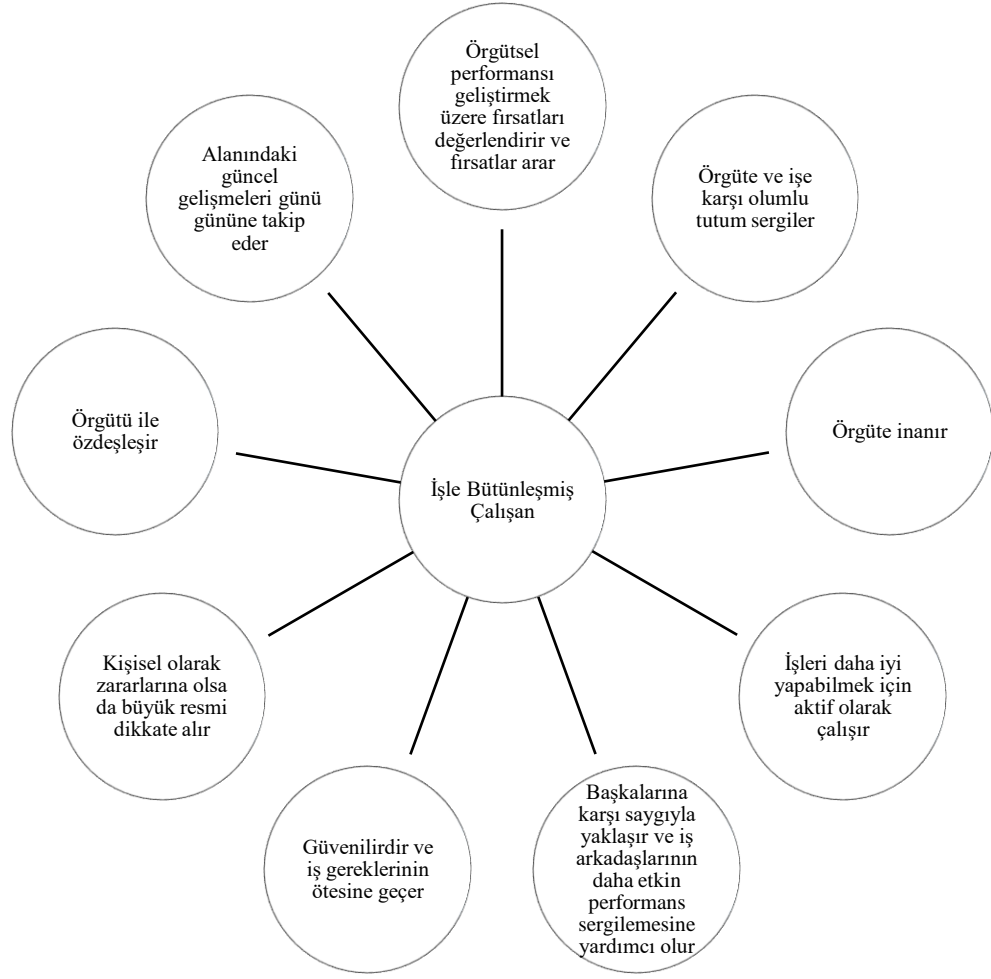 Örgütsel
performansı
geliştirmek
üzere fırsatları
değerlendirir ve
fırsatlar arar
Örgüte ve işe
karşı olumlu
tutum sergiler
Örgüte inanır
İşleri daha iyi
yapabilmek için
aktif olarak
çalışır
Başkalarına
karşı saygıyla
yaklaşır ve iş
arkadaşlarının
daha etkin
performans
sergilemesine
yardımcı olur
Güvenilirdir ve
iş gereklerinin
ötesine geçer
Kişisel olarak
zararlarına olsa
da büyük resmi
dikkate alır
Örgütü ile
özdeşleşir
Alanındaki
güncel
gelişmeleri günü
gününe takip
eder
İşle Bütünleşmiş
Çalışan